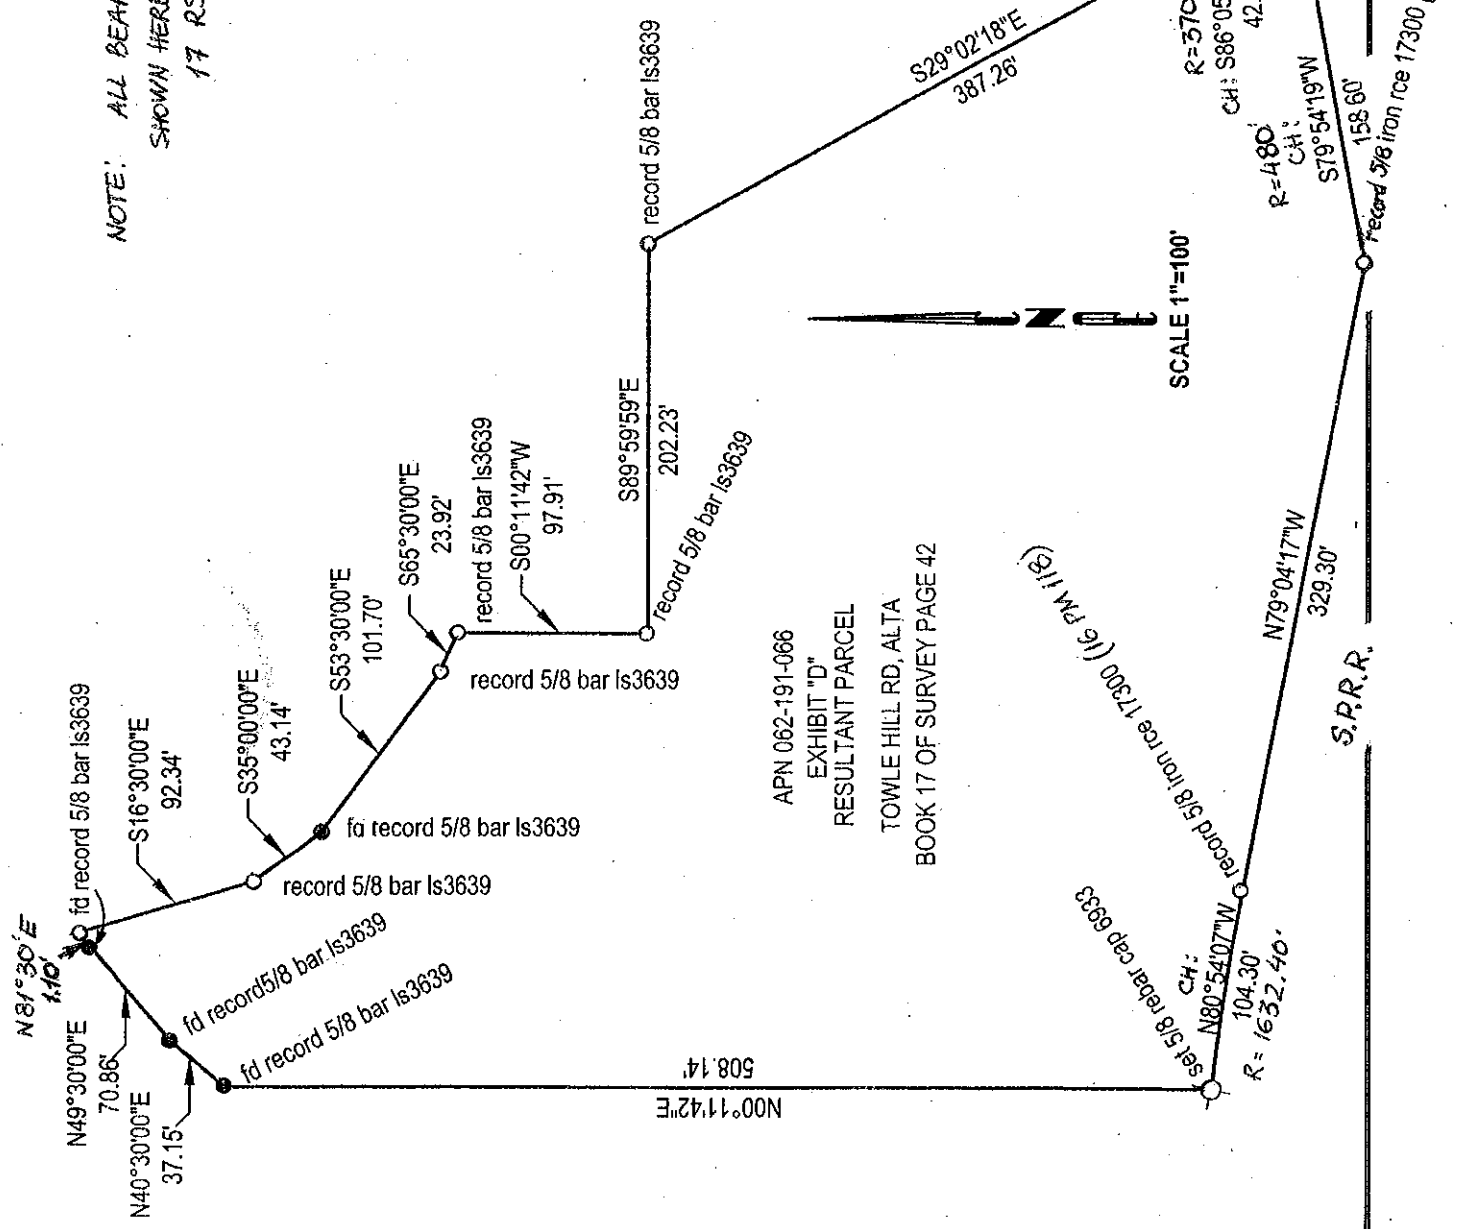 NOTE: ALL BEAR
SHOWN HERE
17 RS
N81°30'E
1.10'
fd record 5/8 bar ls3639
S16°30'00"E
92.34'
N49°30'00"E
70.86'
N40°30'00"E
37.15'
fd record5/8 bar ls3639
fd record 5/8 bar ls3639
S35°00'00"E
43.14'
record 5/8 bar ls3639
fd record 5/8 bar ls3639
S53°30'00"E
101.70'
S65°30'00"E
23.92'
record 5/8 bar ls3639
record 5/8 bar ls3639
S00°11'42"W
97.91'
record 5/8 bar ls3639
S89°59'59"E
202.23'
record 5/8 bar ls3639
S29°02'18"E
387.26'
R=370
CH: S86°05
42.
R=480'
CH:
S79°54'19"W
158.60'
record 5/8 iron rce 17300
SCALE 1"=100'
N
APN 062-191-066
EXHIBIT "D"
RESULTANT PARCEL
TOWLE HILL RD, ALTA
BOOK 17 OF SURVEY PAGE 42
N00°11'42"E
508.14'
set 5/8 rebar cap 6933
CH:
N80°54'07"W
104.30'
R=1632.40'
record 5/8 iron rce 17300 (16 PM 118)
N79°04'17"W
329.30'
S.P.R.R.